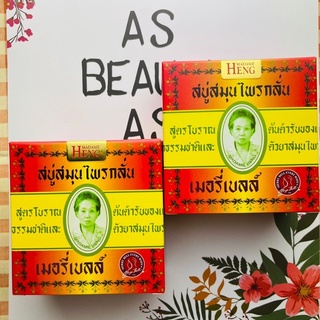 AS
BEAU
AS
MADAME
HENG
สบู่สมุนไพรกลั่น
สูตรโบราณ
ธรรมชาติและ
ต้นตำรับของแ
ตัวยาสมุนไพร
เมอรี่เบลล์
MADAME
HENG
สบู่สมุนไพรกลั่น
สูตรโบราณ
ธรรมชาติและ
ต้นตำรับของแ
ตัวยาสมุนไพร
เมอรี่เบลล์